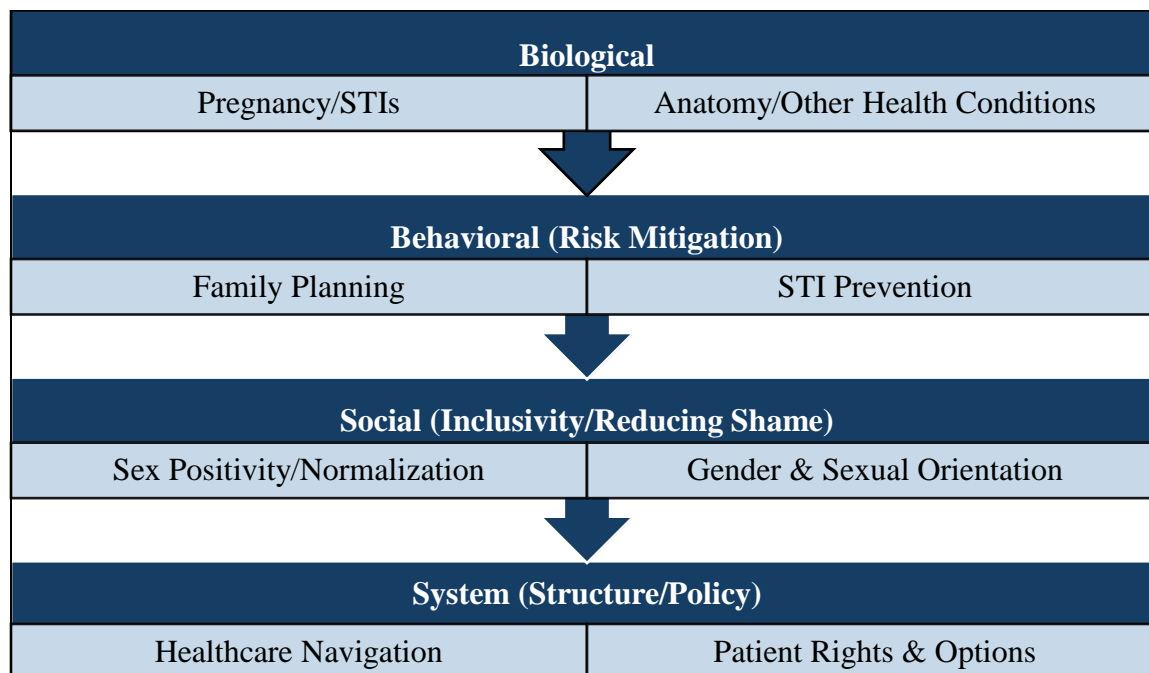 Biological
Pregnancy/STIs
Anatomy/Other Health Conditions
Behavioral (Risk Mitigation)
Family Planning
STI Prevention
Social (Inclusivity/Reducing Shame)
Sex Positivity/Normalization
Gender & Sexual Orientation
System (Structure/Policy)
Healthcare Navigation
Patient Rights & Options